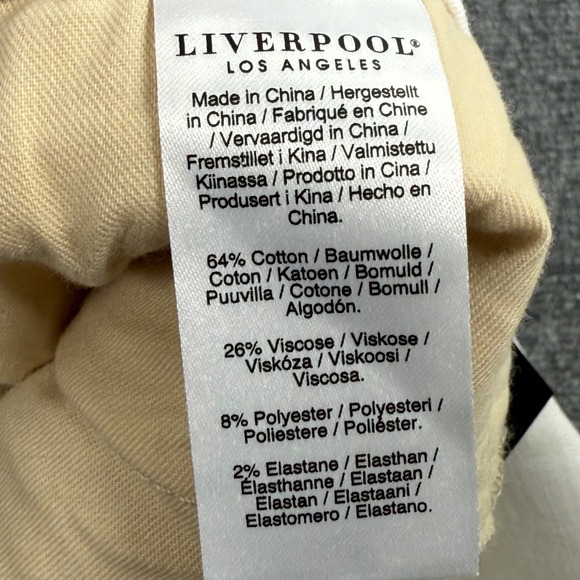 LIVERPOOL®
LOS ANGELES
Made in China / Hergestellt
in China / Fabriqué en Chine
/ Vervaardigd in China /
Fremstillet i Kina / Valmistettu
Kiinassa / Prodotto in Cina /
Produsert i Kina / Hecho en
China.
64% Cotton / Baumwolle /
Coton / Katoen / Bomuld /
Puuvilla / Cotone / Bomull /
Algodón.
26% Viscose / Viskose /
Viskóza / Viskoosi /
Viscosa.
8% Polyester / Polyesteri /
Poliestere / Poliéster.
2% Elastane / Elasthan /
Élasthanne / Elastaan /
Elastan / Elastaani /
Elastomero / Elastano.